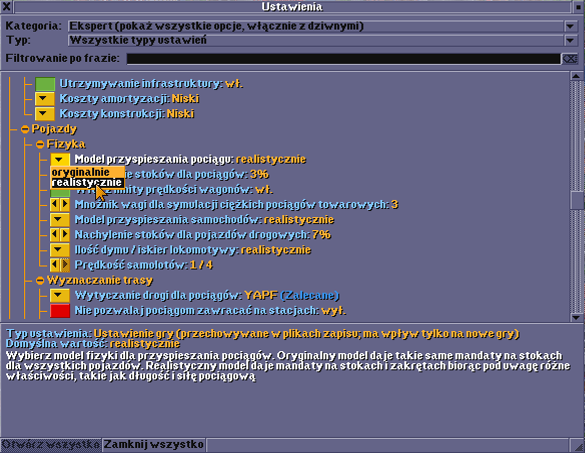 Ustawienia
Kategoria: Ekspert (pokaż wszystkie opcje, włącznie z dziwnymi)
Typ: Wszystkie typy ustawień
Filtrowanie po frazie:
Utrzymywanie infrastruktury: wł.
Koszty amortyzacji: Niski
Koszty konstrukcji: Niski
Pojazdy
Fizyka
Model przyspieszania pociągu: realistycznie
oryginalnie
nie stoków dla pociągów: 3%
realistycznie
limity prędkości wagonów: wł.
Mnożnik wagi dla symulacji ciężkich pociągów towarowych: 3
Model przyspieszania samochodów: realistycznie
Nachylenie stoków dla pojazdów drogowych: 7%
Ilość dymo / iskier lokomotywy: realistycznie
Prędkość samolotów: 1 / 4
Wyznaczanie trasy
Wytyczanie drogi dla pociągów: YAPF (Zalecane)
Nie pozwalaj pociągom zawracać na stacjach: wył.
Typ ustawienia: Ustawienie gry (przechowywane w plikach zapisu; ma wpływ tylko na nowe gry)
Domyślna wartość: realistycznie
Wybierz model fizyki dla przyspieszania pociągów. Oryginalny model daje takie same mandaty na stokach
dla wszystkich pojazdów. Realistyczny model daje mandaty na stokach i zakrętach biorąc pod uwagę różne
właściwości, takie jak długość i siłę pociągową
Otwórz wszystko Zamknij wszystko